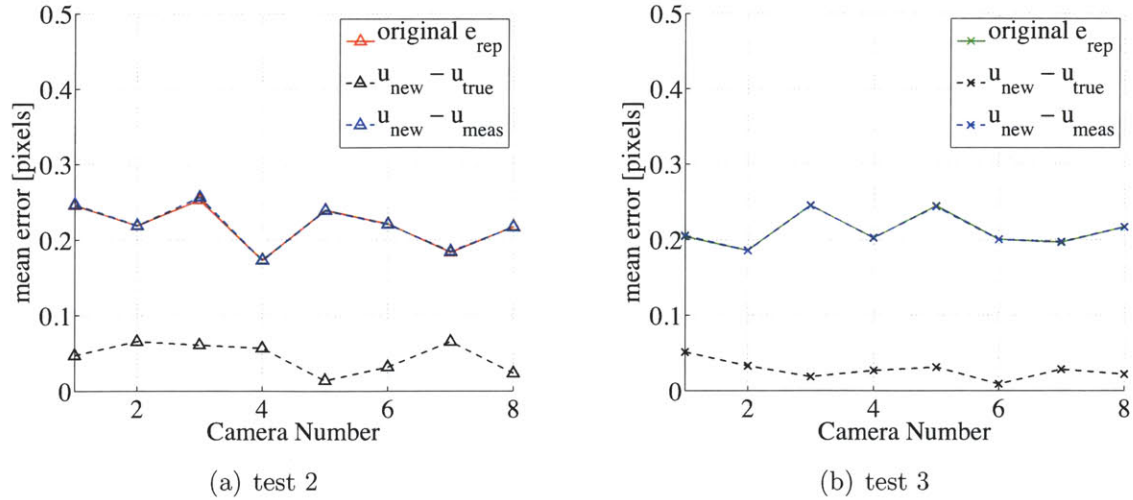 0.5
0.4
0.3
0.2
0.1
0
mean error [pixels]
2 4 6 8
Camera Number
original e_rep
u_new − u_true
u_new − u_meas
(a) test 2
0.5
0.4
0.3
0.2
0.1
0
mean error [pixels]
2 4 6 8
Camera Number
original e_rep
u_new − u_true
u_new − u_meas
(b) test 3